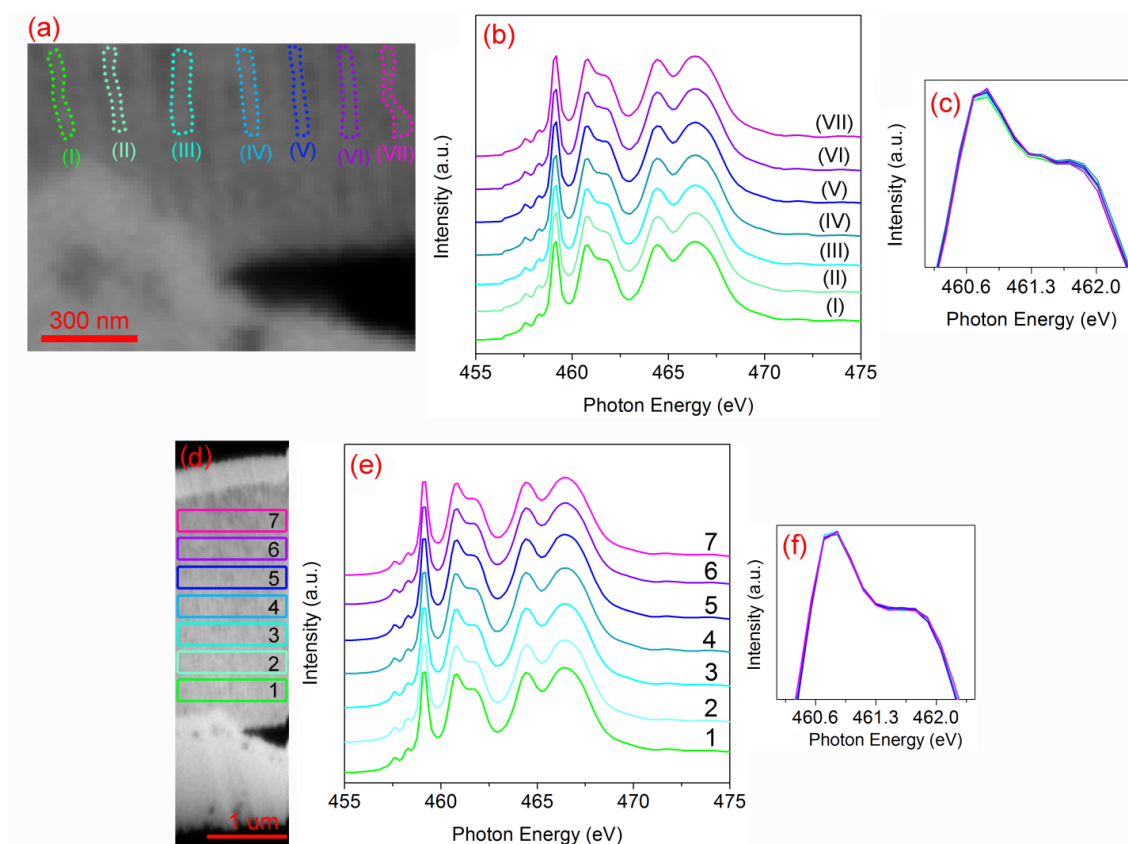 (a)
(I) (II) (III) (IV) (V) (VI) (VII)
300 nm
(b)
Intensity (a.u.)
(VII)
(VI)
(V)
(IV)
(III)
(II)
(I)
455 460 465 470 475
Photon Energy (eV)
(c)
Intensity (a.u.)
460.6 461.3 462.0
Photon Energy (eV)
(d)
7
6
5
4
3
2
1
1 um
(e)
Intensity (a.u.)
7
6
5
4
3
2
1
455 460 465 470 475
Photon Energy (eV)
(f)
Intensity (a.u.)
460.6 461.3 462.0
Photon Energy (eV)